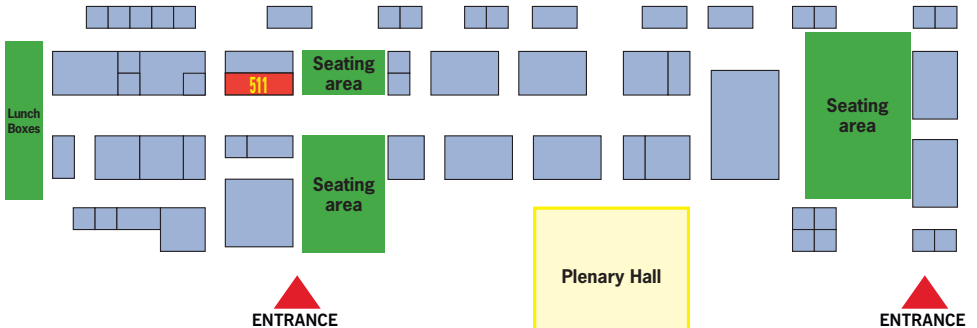 511
Seating
area
Lunch
Boxes
Seating
area
Seating
area
Plenary Hall
ENTRANCE
ENTRANCE